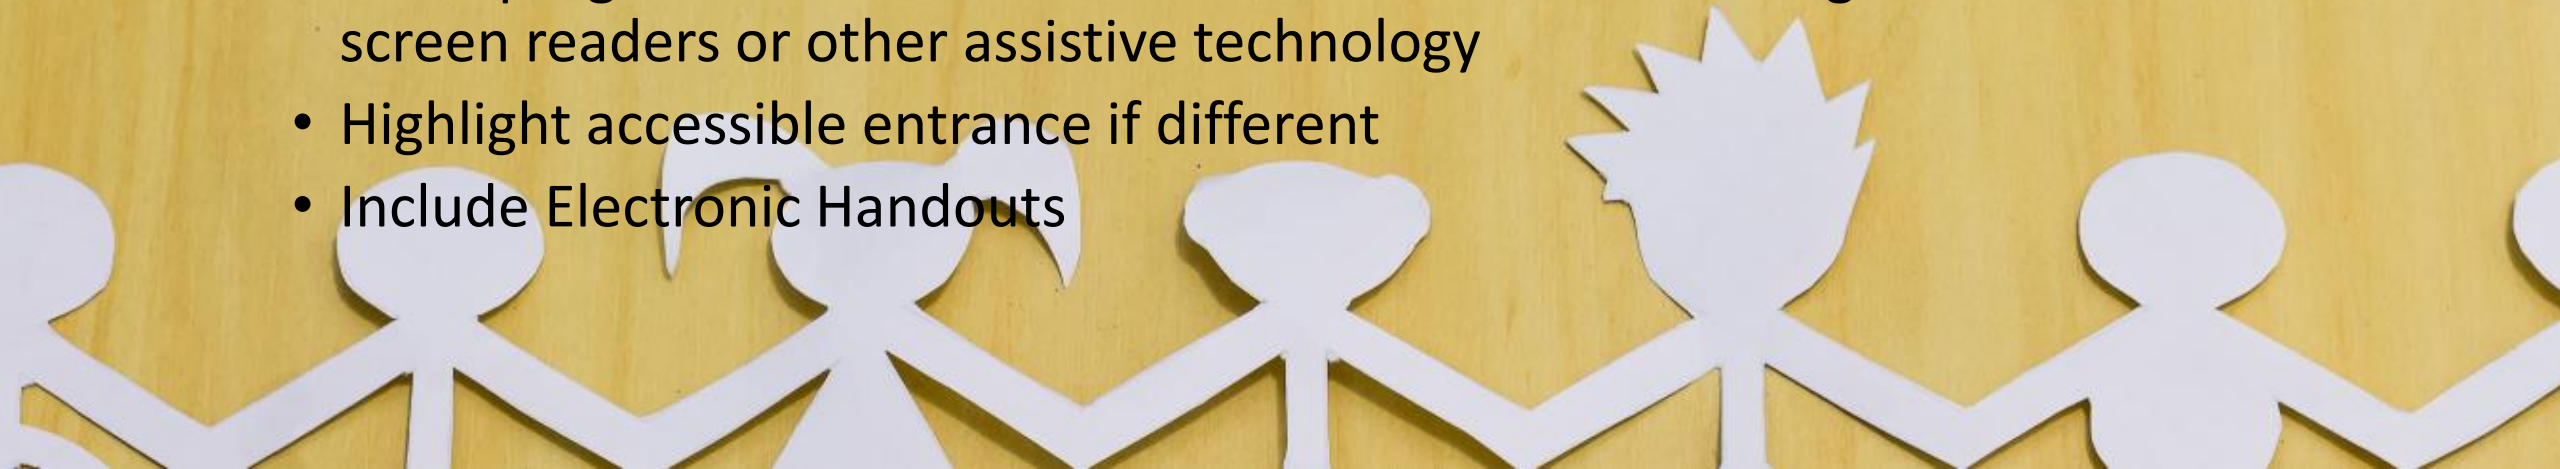 screen readers or other assistive technology
• Highlight accessible entrance if different
• Include Electronic Handouts